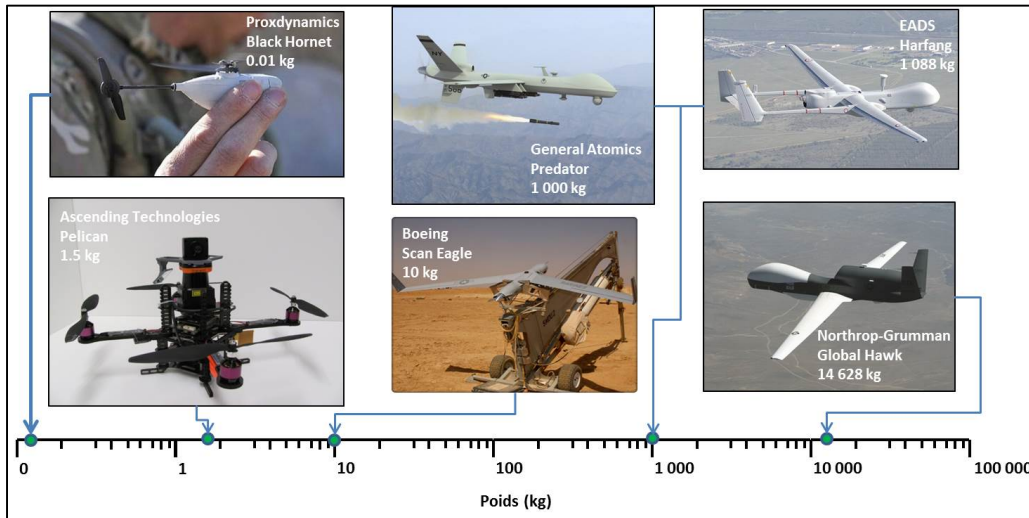 Proxdynamics
Black Hornet
0.01 kg
General Atomics
Predator
1 000 kg
EADS
Harfang
1 088 kg
Ascending Technologies
Pelican
1.5 kg
Boeing
Scan Eagle
10 kg
Northrop-Grumman
Global Hawk
14 628 kg
0 1 10 100 1 000 10 000 100 000
Poids (kg)